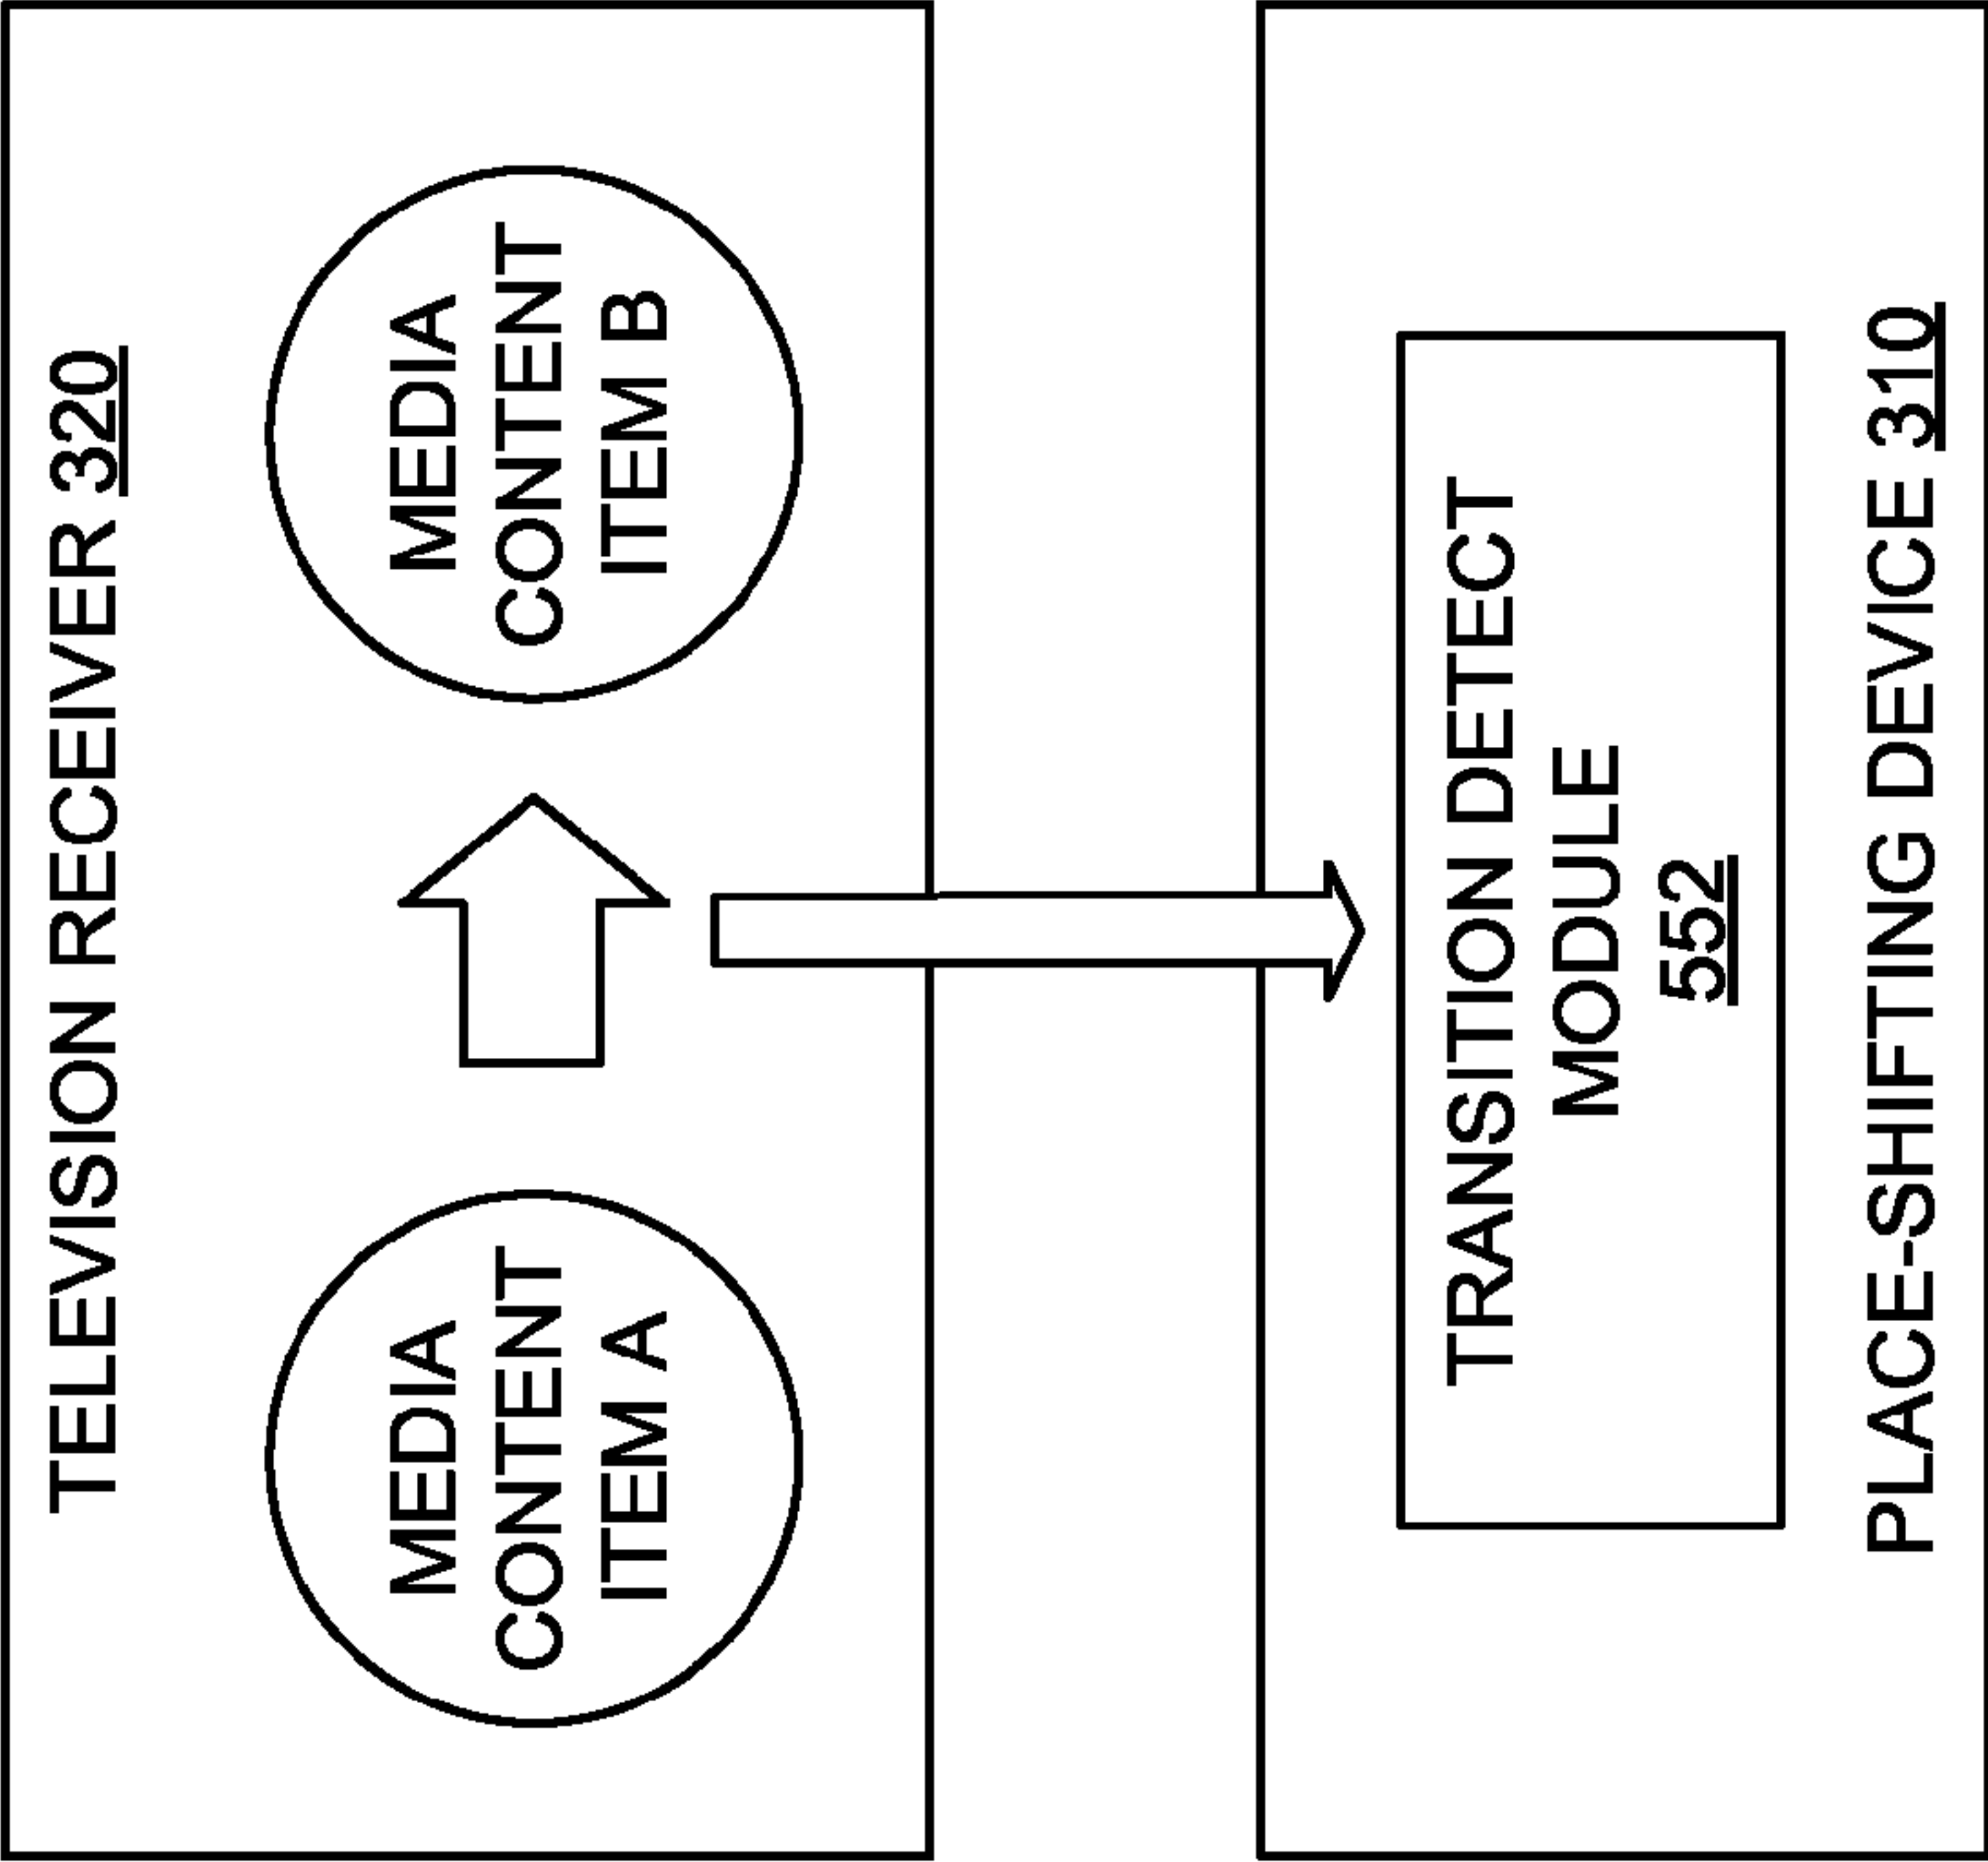 TELEVISION RECEIVER 320
MEDIA
CONTENT
ITEM A
MEDIA
CONTENT
ITEM B
TRANSITION DETECT
MODULE
552
PLACE-SHIFTING DEVICE 310